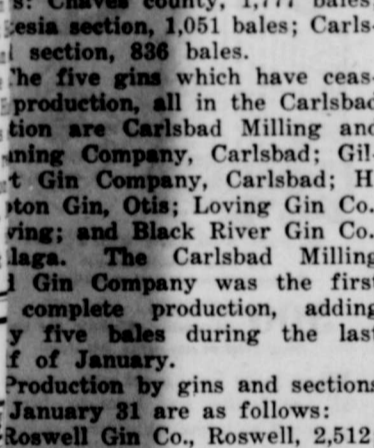 s: Chaves county, 1,777 bales;
tesia section, 1,051 bales; Carls-
section, 836 bales.
The five gins which have ceas-
production, all in the Carlsbad
tion are Carlsbad Milling and
nning Company, Carlsbad; Gil-
t Gin Company, Carlsbad; H
pton Gin, Otis; Loving Gin Co.
ving; and Black River Gin Co.
laga. The Carlsbad Milling
d Gin Company was the first
complete production, adding
y five bales during the last
f of January.
Production by gins and sections
January 31 are as follows:
Roswell Gin Co., Roswell, 2,512